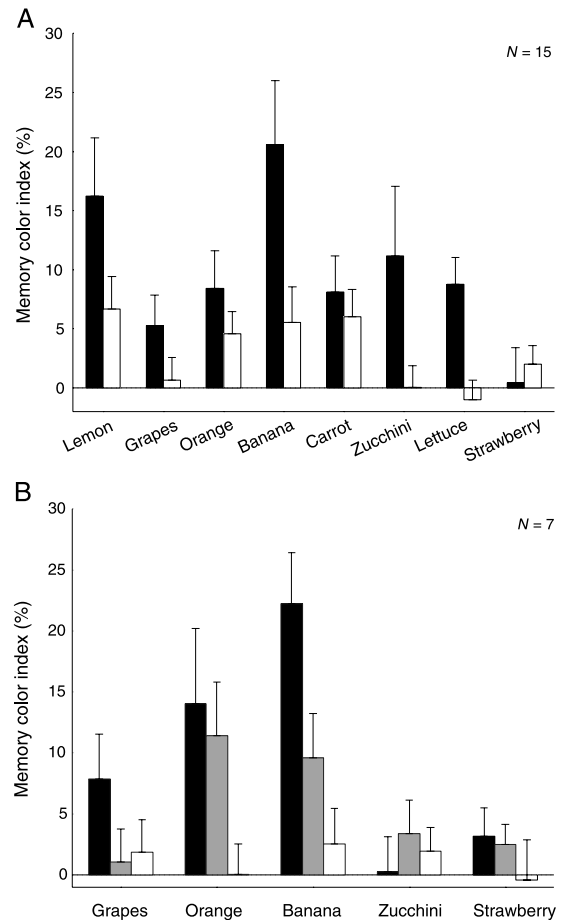 A
N = 15
Memory color index (%)
30
25
20
15
10
5
0
Lemon Grapes Orange Banana Carrot Zucchini Lettuce Strawberry
B
N = 7
Memory color index (%)
30
25
20
15
10
5
0
Grapes Orange Banana Zucchini Strawberry